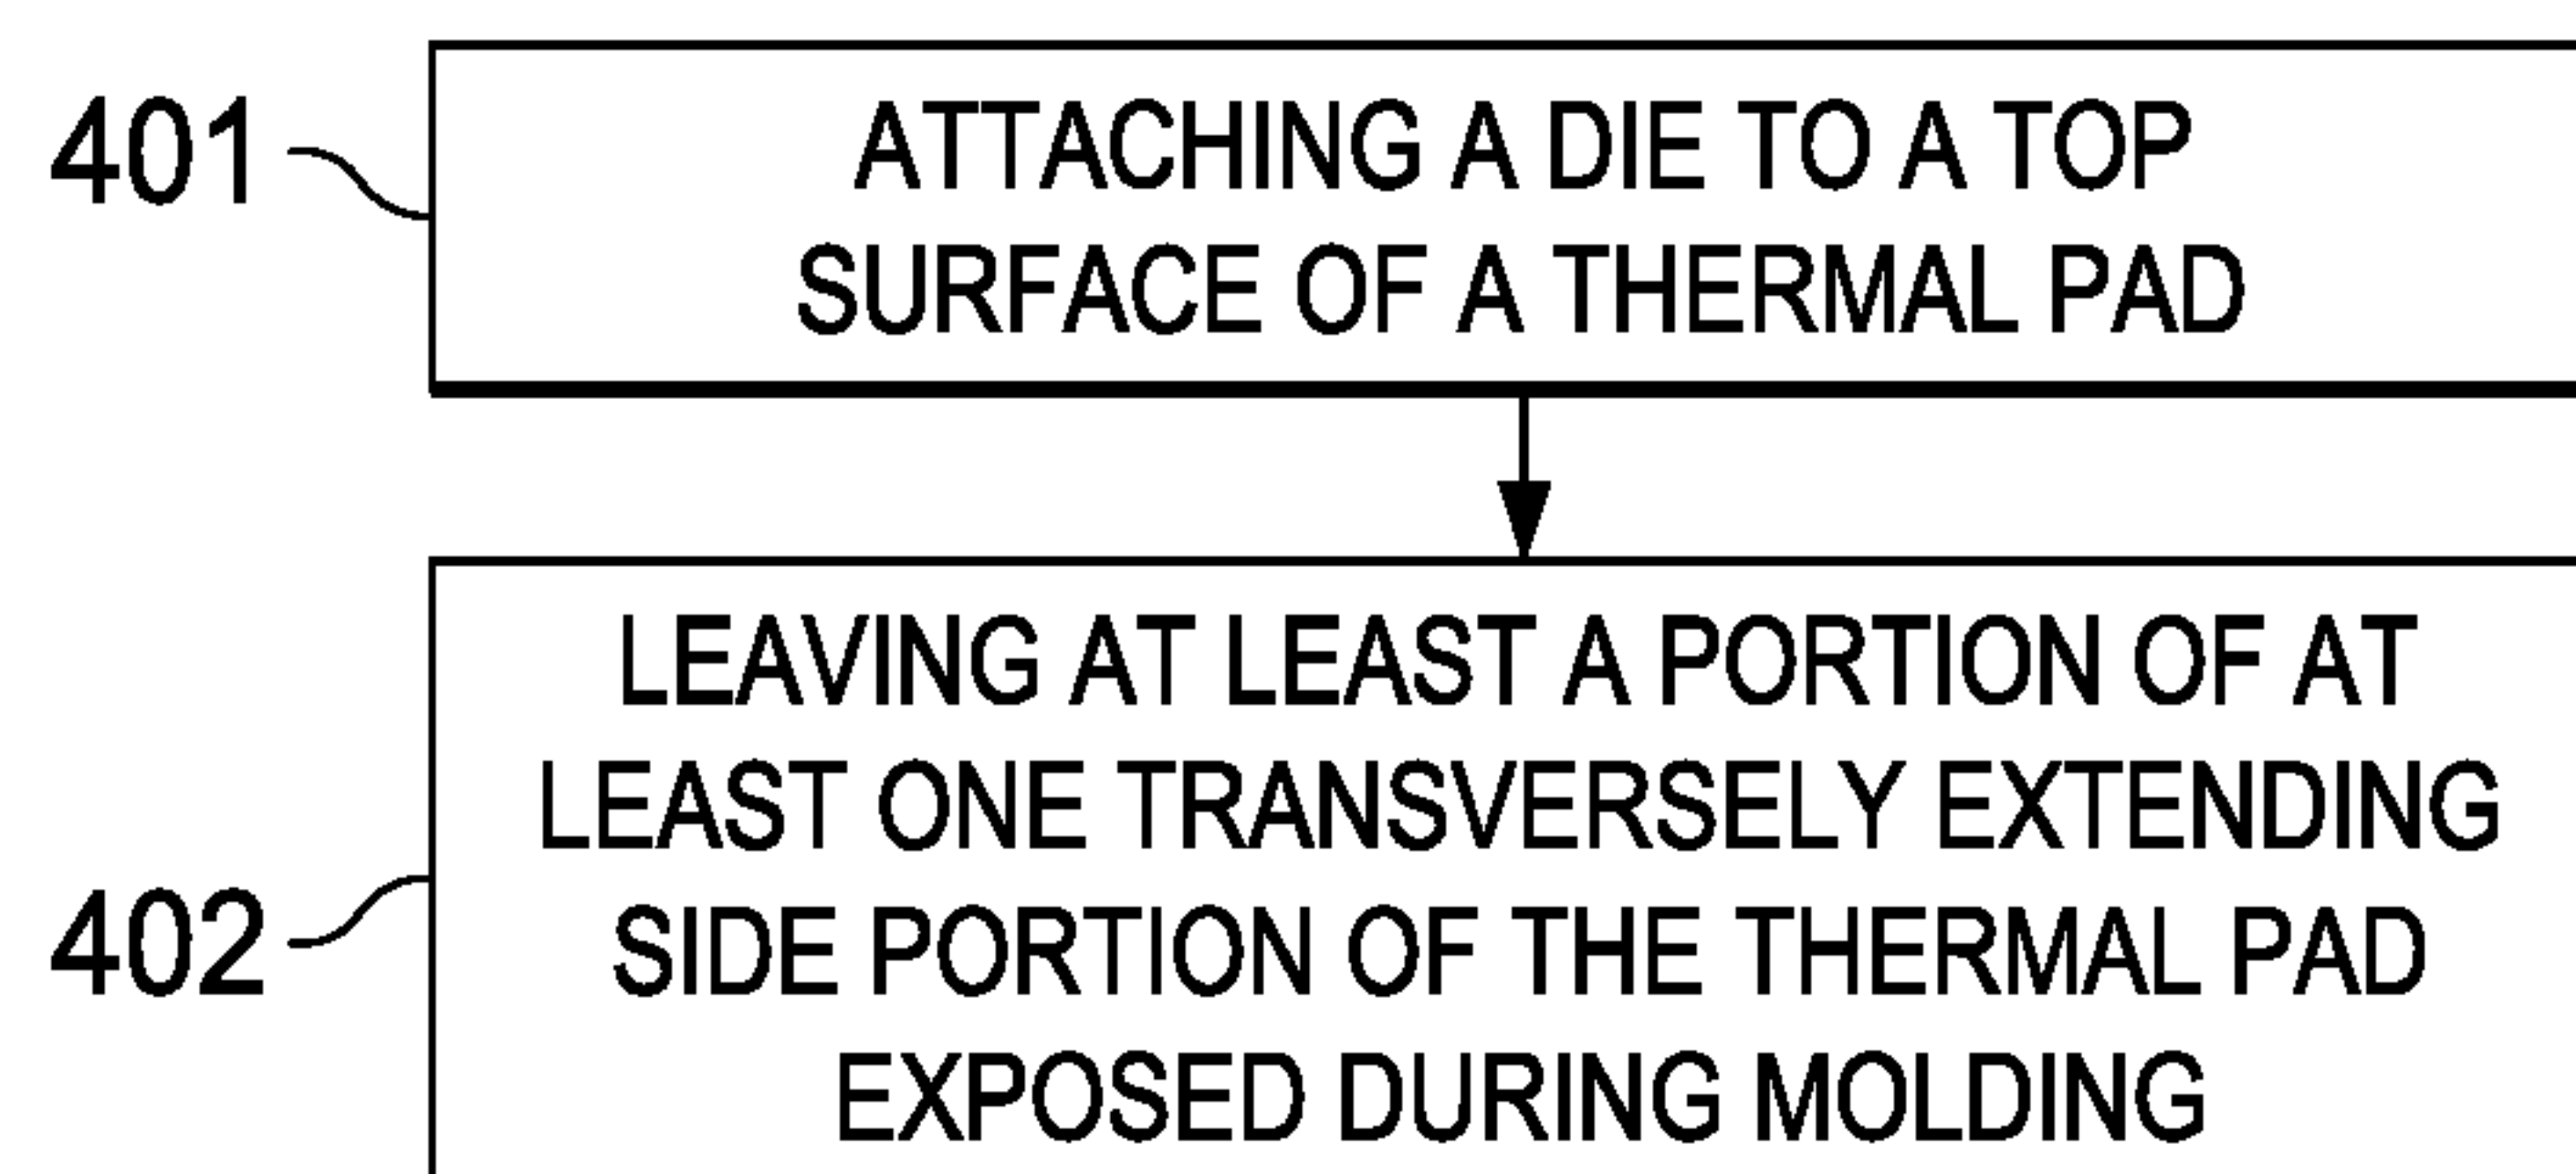 401
ATTACHING A DIE TO A TOP
SURFACE OF A THERMAL PAD
402
LEAVING AT LEAST A PORTION OF AT
LEAST ONE TRANSVERSELY EXTENDING
SIDE PORTION OF THE THERMAL PAD
EXPOSED DURING MOLDING